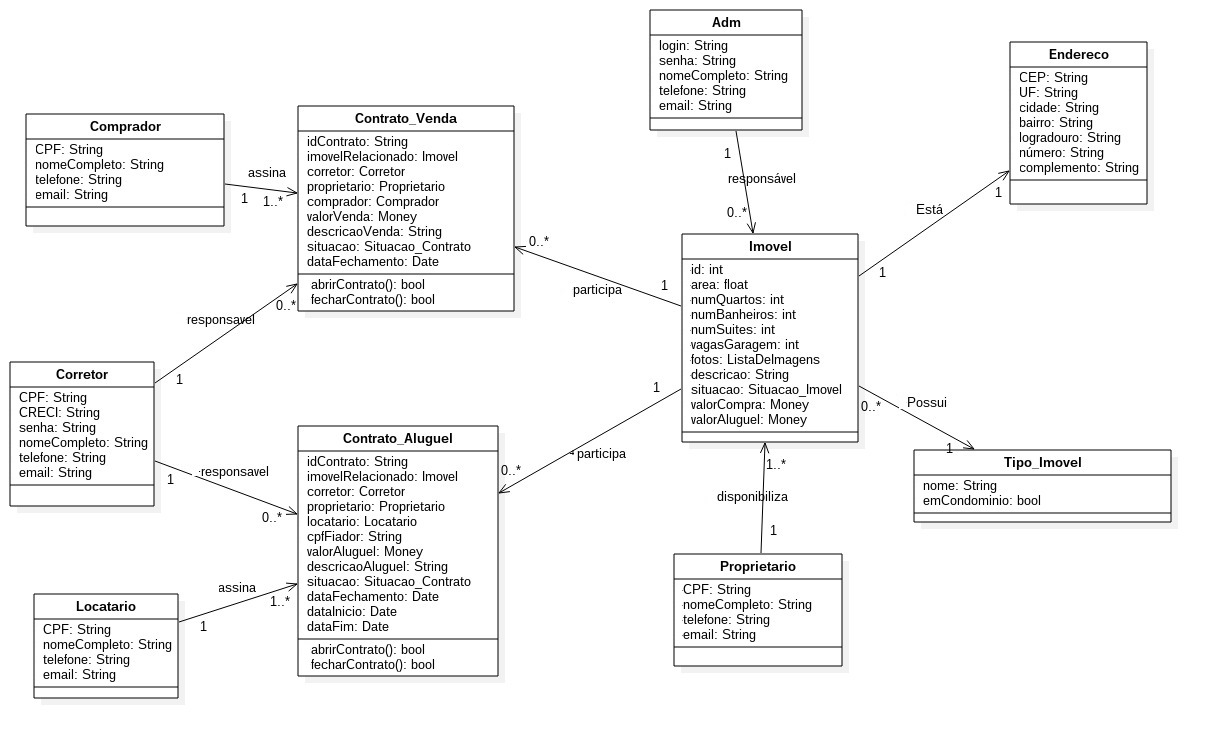 Adm
login: String
senha: String
nomeCompleto: String
telefone: String
email: String
Endereco
CEP: String
UF: String
cidade: String
bairro: String
logradouro: String
número: String
complemento: String
Comprador
CPF: String
nomeCompleto: String
telefone: String
email: String
assina
1
1..*
Contrato_Venda
idContrato: String
imovelRelacionado: Imovel
corretor: Corretor
proprietario: Proprietario
comprador: Comprador
valorVenda: Money
descricaoVenda: String
situacao: Situacao_Contrato
dataFechamento: Date
abrirContrato(): bool
fecharContrato(): bool
1
responsável
0..*
Está
1
1
0..*
participa
1
Imovel
id: int
area: float
numQuartos: int
numBanheiros: int
numSuites: int
vagasGaragem: int
fotos: ListaDeImagens
descricao: String
situacao: Situacao_Imovel
valorCompra: Money
valorAluguel: Money
0..*
responsavel
1
Corretor
CPF: String
CRECI: String
senha: String
nomeCompleto: String
telefone: String
email: String
1
responsavel
0..*
Contrato_Aluguel
idContrato: String
imovelRelacionado: Imovel
corretor: Corretor
proprietario: Proprietario
locatario: Locatario
cpfFiador: String
valorAluguel: Money
descricaoAluguel: String
situacao: Situacao_Contrato
dataFechamento: Date
dataInicio: Date
dataFim: Date
abrirContrato(): bool
fecharContrato(): bool
1
participa
0..*
0..*
Possui
1
Tipo_Imovel
nome: String
emCondominio: bool
1..*
disponibiliza
1
Proprietario
CPF: String
nomeCompleto: String
telefone: String
email: String
assina
1..*
1
Locatario
CPF: String
nomeCompleto: String
telefone: String
email: String